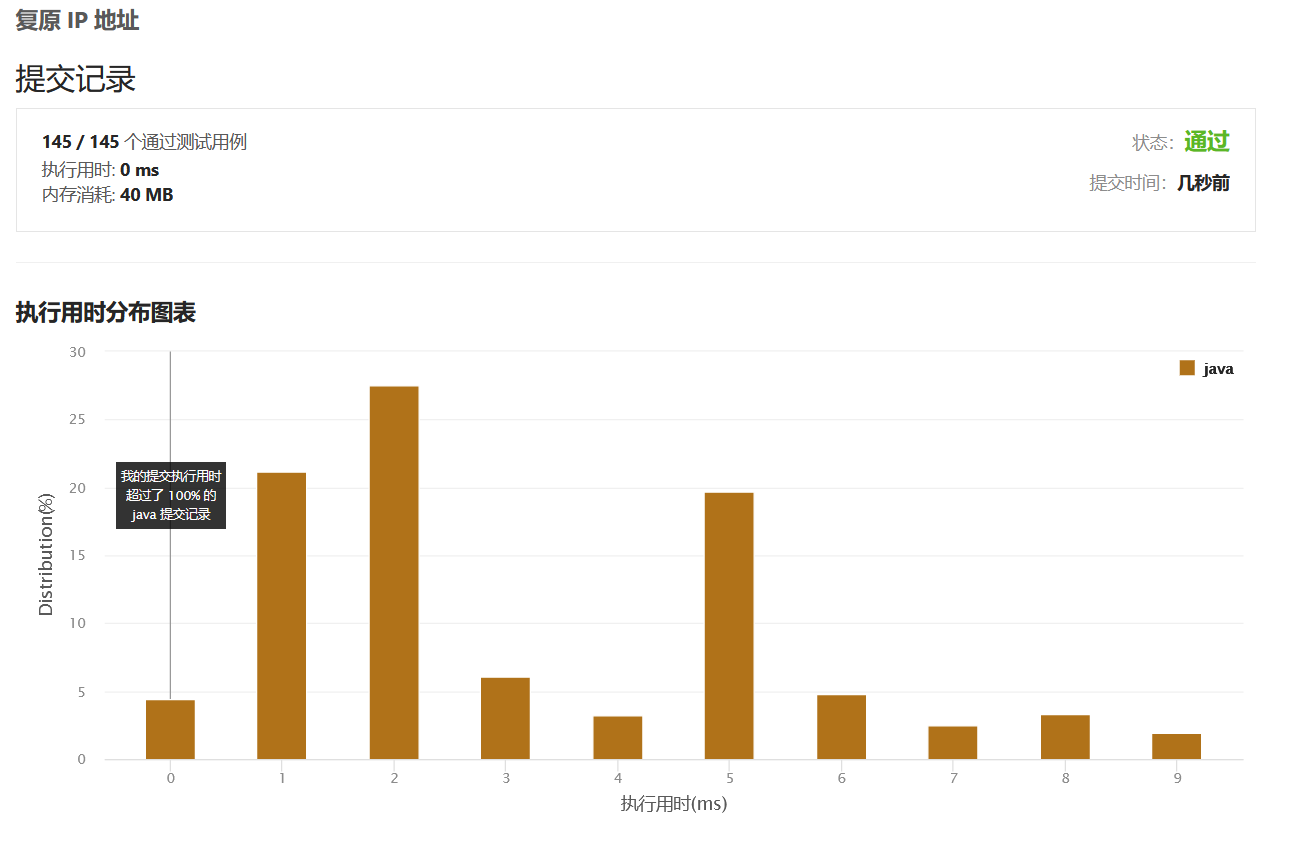 复原 IP 地址
提交记录
145 / 145 个通过测试用例
状态：通过
执行用时: 0 ms
提交时间：几秒前
内存消耗: 40 MB
执行用时分布图表
30
java
25
我的提交执行用时
20
超过了 100% 的
java 提交记录
Distribution(%)
15
10
5
0
0 1 2 3 4 5 6 7 8 9
执行用时(ms)